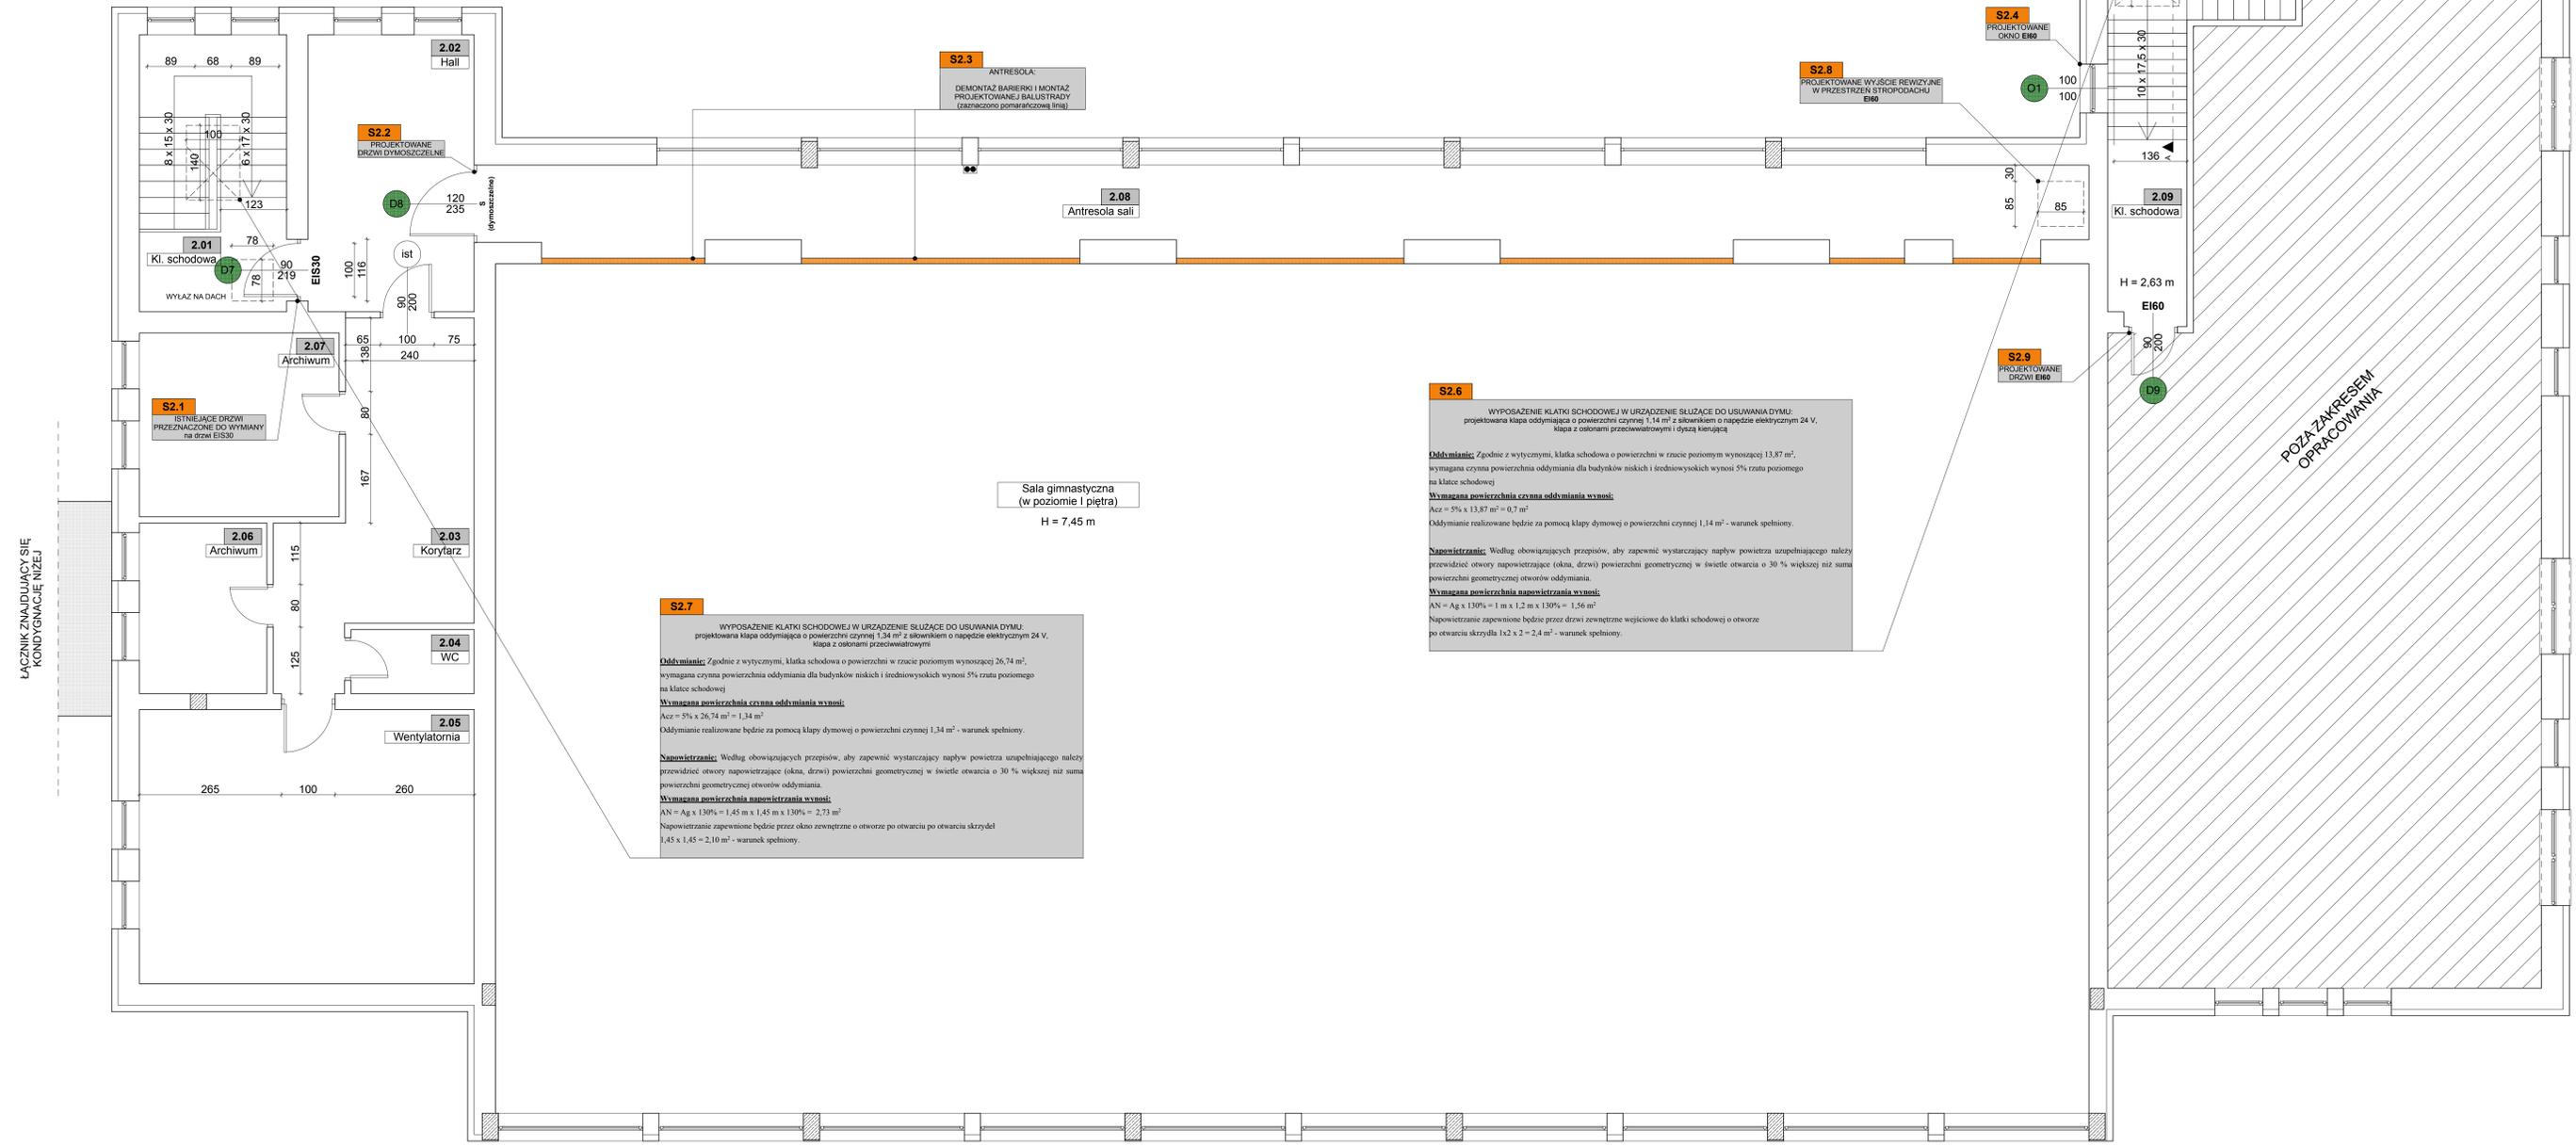 2.02
Hall
89
68
89
8 x 15 x 30
100
140
6 x 17 x 30
123
S2.2
PROJEKTOWANE
DRZWI DYMOSZCZELNE
D8
120
235
S
(dymoszczelne)
2.01
Kl. schodowa
78
D7
78
90
219
EIS30
100
116
ist
90
200
WYŁAZ NA DACH
S2.3
ANTRESOLA:
DEMONTAŻ BARIERKI I MONTAŻ
PROJEKTOWANEJ BALUSTRADY
(zaznaczono pomarańczową linią)
2.08
Antresola sali
S2.8
PROJEKTOWANE WYJŚCIE REWIZYJNE
W PRZESTRZEŃ STROPODACHU
EI60
30
85
85
S2.4
PROJEKTOWANE
OKNO EI60
O1
100
100
10 x 17,5 x 30
136
A
2.09
Kl. schodowa
H = 2,63 m
EI60
90
200
S2.9
PROJEKTOWANE
DRZWI EI60
D9
POZA ZAKRESEM
OPRACOWANIA
2.07
Archiwum
65
100
75
138
240
80
167
S2.1
ISTNIEJĄCE DRZWI
PRZEZNACZONE DO WYMIANY
na drzwi EIS30
2.06
Archiwum
115
80
125
2.03
Korytarz
2.04
WC
2.05
Wentylatornia
265
100
260
ŁĄCZNIK ZNAJDUJĄCY SIĘ
KONDYGNACJĘ NIŻEJ
Sala gimnastyczna
(w poziomie I piętra)
H = 7,45 m
S2.7
WYPOSAŻENIE KLATKI SCHODOWEJ W URZĄDZENIE SŁUŻĄCE DO USUWANIA DYMU:
projektowana klapa oddymiająca o powierzchni czynnej 1,34 m² z siłownikiem o napędzie elektrycznym 24 V,
klapa z osłonami przeciwwiatrowymi
Oddymianie: Zgodnie z wytycznymi, klatka schodowa o powierzchni w rzucie poziomym wynoszącej 26,74 m²,
wymagana czynna powierzchnia oddymiania dla budynków niskich i średniowysokich wynosi 5% rzutu poziomego
na klatce schodowej
Wymagana powierzchnia czynna oddymiania wynosi:
Acz = 5% x 26,74 m² = 1,34 m²
Oddymianie realizowane będzie za pomocą klapy dymowej o powierzchni czynnej 1,34 m² - warunek spełniony.
Napowietrzanie: Według obowiązujących przepisów, aby zapewnić wystarczający napływ powietrza uzupełniającego należy
przewidzieć otwory napowietrzające (okna, drzwi) powierzchni geometrycznej w świetle otwarcia o 30 % większej niż suma
powierzchni geometrycznej otworów oddymiania.
Wymagana powierzchnia napowietrzania wynosi:
AN = Ag x 130% = 1,45 m x 1,45 m x 130% = 2,73 m²
Napowietrzanie zapewnione będzie przez okno zewnętrzne o otworze po otwarciu po otwarciu skrzydeł
1,45 x 1,45 = 2,10 m² - warunek spełniony.
S2.6
WYPOSAŻENIE KLATKI SCHODOWEJ W URZĄDZENIE SŁUŻĄCE DO USUWANIA DYMU:
projektowana klapa oddymiająca o powierzchni czynnej 1,14 m² z siłownikiem o napędzie elektrycznym 24 V,
klapa z osłonami przeciwwiatrowymi i dyszą kierującą
Oddymianie: Zgodnie z wytycznymi, klatka schodowa o powierzchni w rzucie poziomym wynoszącej 13,87 m²,
wymagana czynna powierzchnia oddymiania dla budynków niskich i średniowysokich wynosi 5% rzutu poziomego
na klatce schodowej
Wymagana powierzchnia czynna oddymiania wynosi:
Acz = 5% x 13,87 m² = 0,7 m²
Oddymianie realizowane będzie za pomocą klapy dymowej o powierzchni czynnej 1,14 m² - warunek spełniony.
Napowietrzanie: Według obowiązujących przepisów, aby zapewnić wystarczający napływ powietrza uzupełniającego należy
przewidzieć otwory napowietrzające (okna, drzwi) powierzchni geometrycznej w świetle otwarcia o 30 % większej niż suma
powierzchni geometrycznej otworów oddymiania.
Wymagana powierzchnia napowietrzania wynosi:
AN = Ag x 130% = 1 m x 1,2 m x 130% = 1,56 m²
Napowietrzanie zapewnione będzie przez drzwi zewnętrzne wejściowe do klatki schodowej o otworze
po otwarciu skrzydła 1x2 x 2 = 2,4 m² - warunek spełniony.